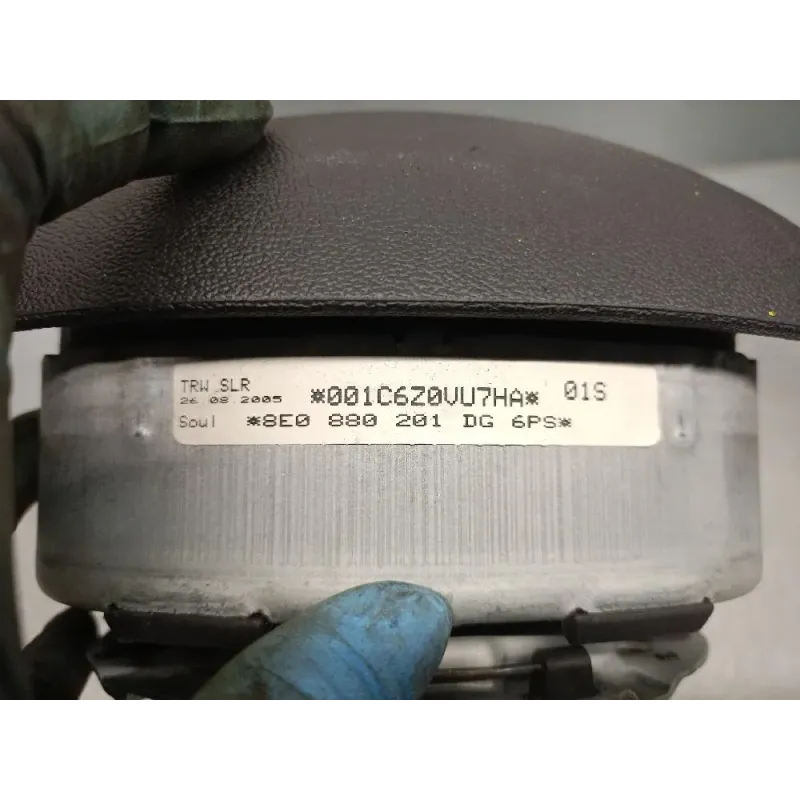 TRW SLR *001C6Z0VU7HA* 01S
26.08.2005
Soul *8E0 880 201 DG 6PS*